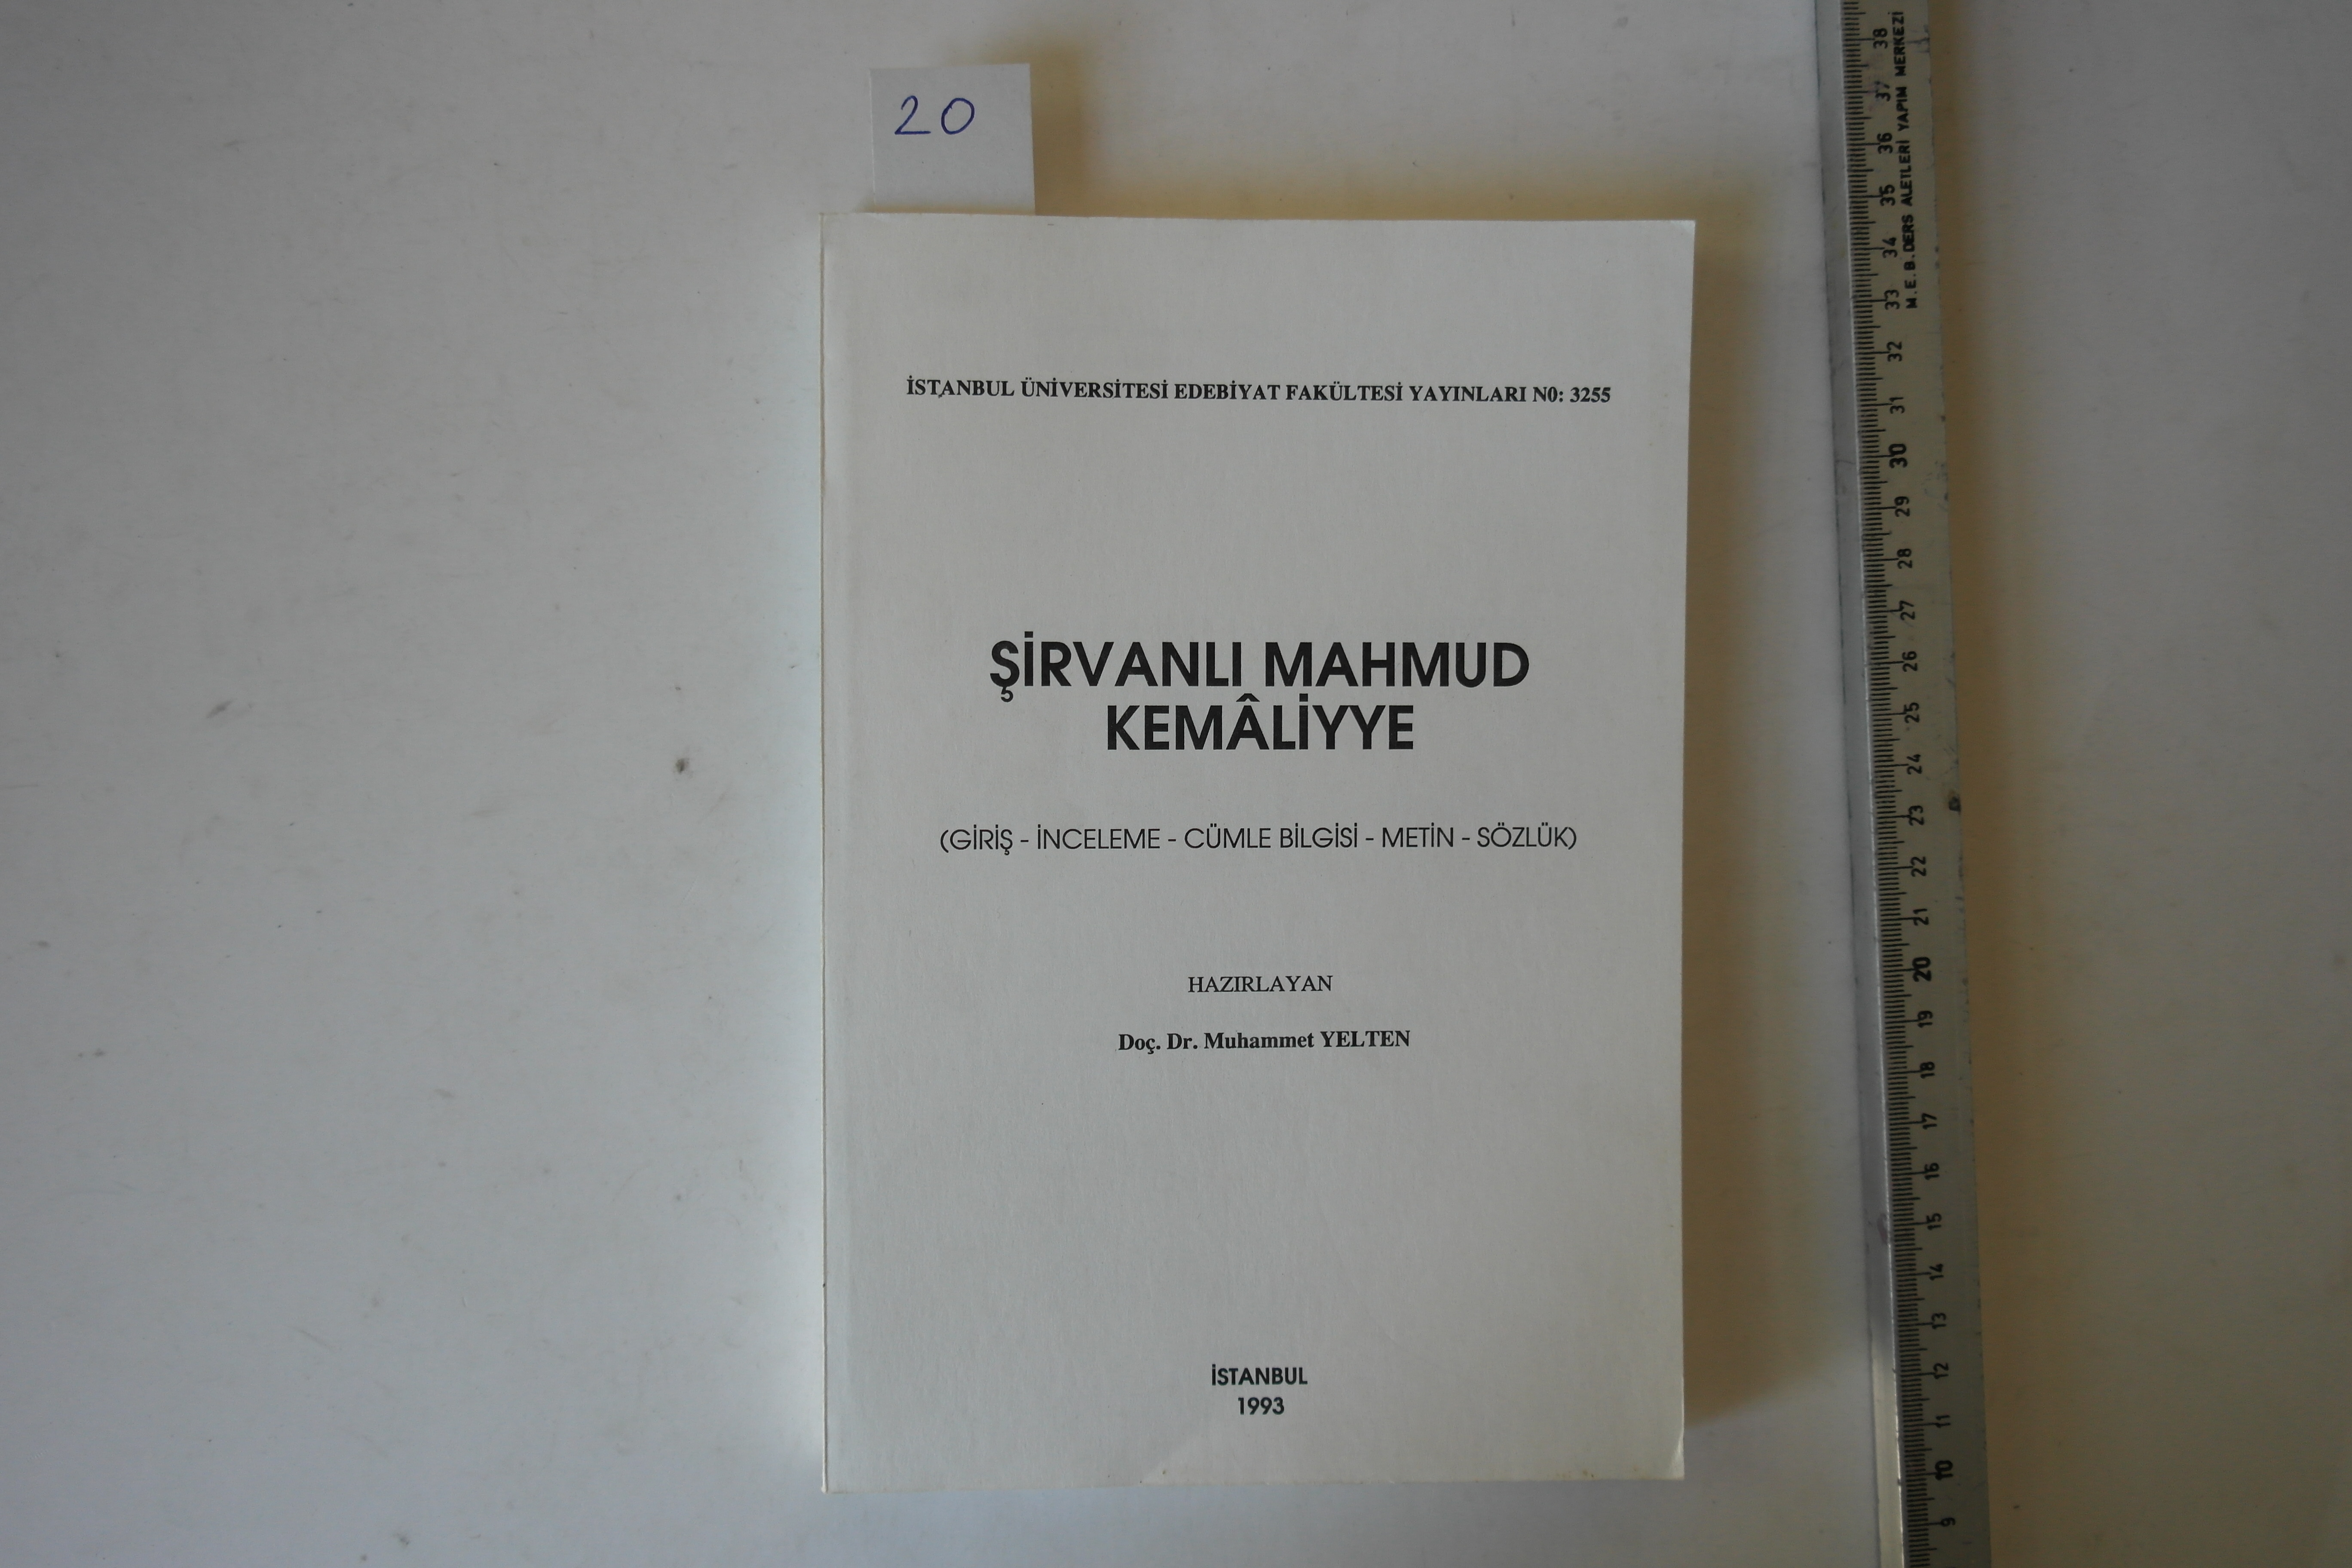 20
İSTANBUL ÜNİVERSİTESİ EDEBİYAT FAKÜLTESİ YAYINLARI N0: 3255
ŞİRVANLI MAHMUD
KEMÂLİYYE
(GİRİŞ - İNCELEME - CÜMLE BİLGİSİ - METİN - SÖZLÜK)
HAZIRLAYAN
Doç. Dr. Muhammet YELTEN
İSTANBUL
1993
M.E.B. DERS ALETLERİ YAPIM MERKEZİ
9 10 11 12 13 14 15 16 17 18 19 20 21 22 23 24 25 26 27 28 29 30 31 32 33 34 35 36 37 38